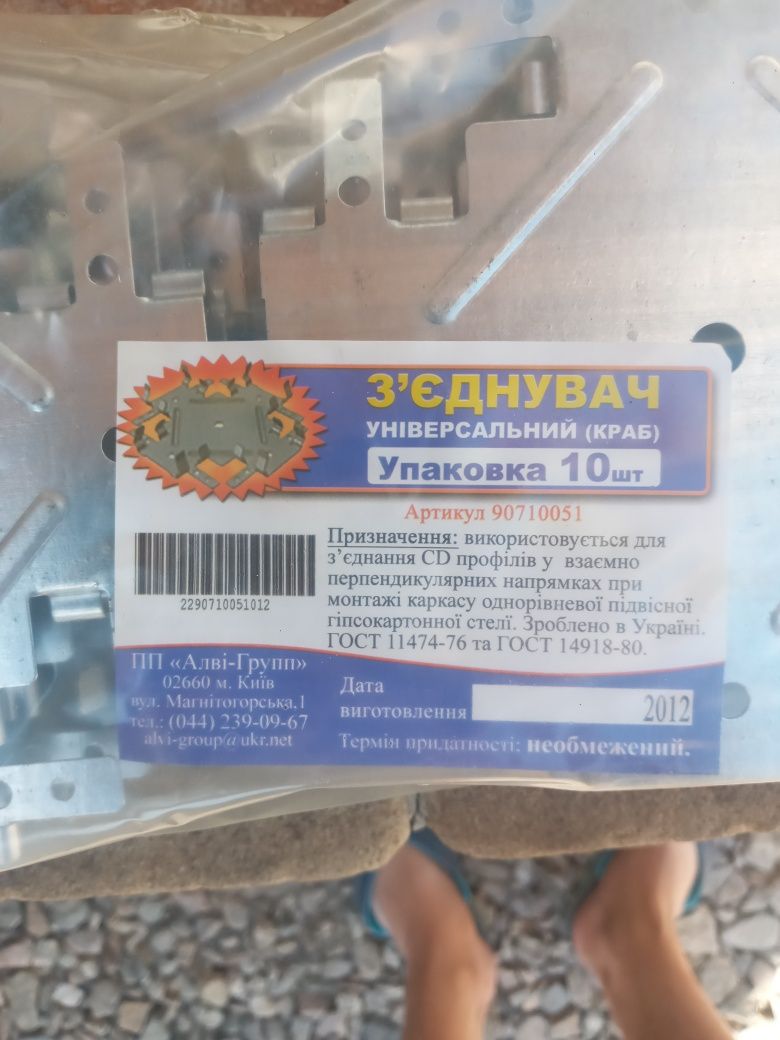 З’ЄДНУВАЧ
УНІВЕРСАЛЬНИЙ (КРАБ)
Упаковка 10шт
Артикул 90710051
Призначення: використовується для
з’єднання CD профілів у взаємно
перпендикулярних напрямках при
монтажі каркасу однорівневої підвісної
гіпсокартонної стелі. Зроблено в Україні.
ГОСТ 11474-76 та ГОСТ 14918-80.
2290710051012
ПП «Алві-Групп»
02660 м. Київ
вул. Магнітогорська,1
тел.: (044) 239-09-67
alvi-group@ukr.net
Дата
виготовлення
2012
Термін придатності: необмежений.